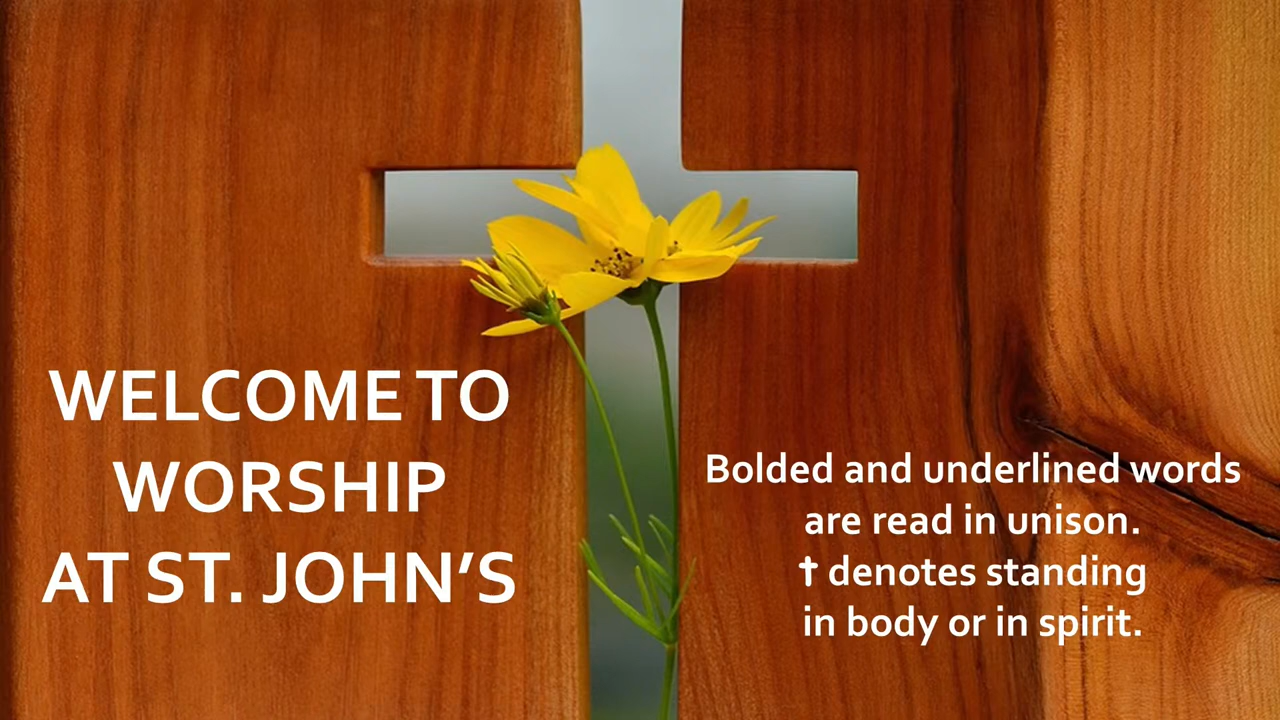 WELCOME TO
WORSHIP
AT ST. JOHN’S
Bolded and underlined words
are read in unison.
✝ denotes standing
in body or in spirit.